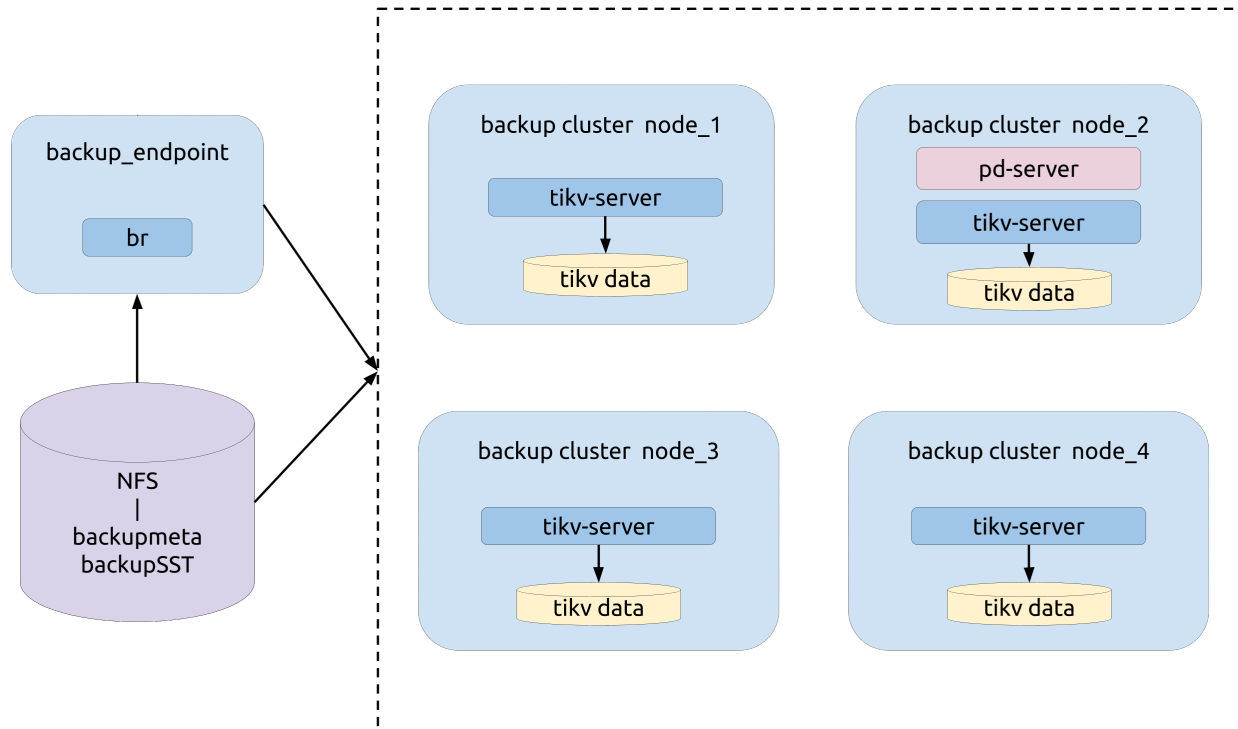 backup_endpoint
br
NFS
|
backupmeta
backupSST
backup cluster node_1
tikv-server
tikv data
backup cluster node_2
pd-server
tikv-server
tikv data
backup cluster node_3
tikv-server
tikv data
backup cluster node_4
tikv-server
tikv data